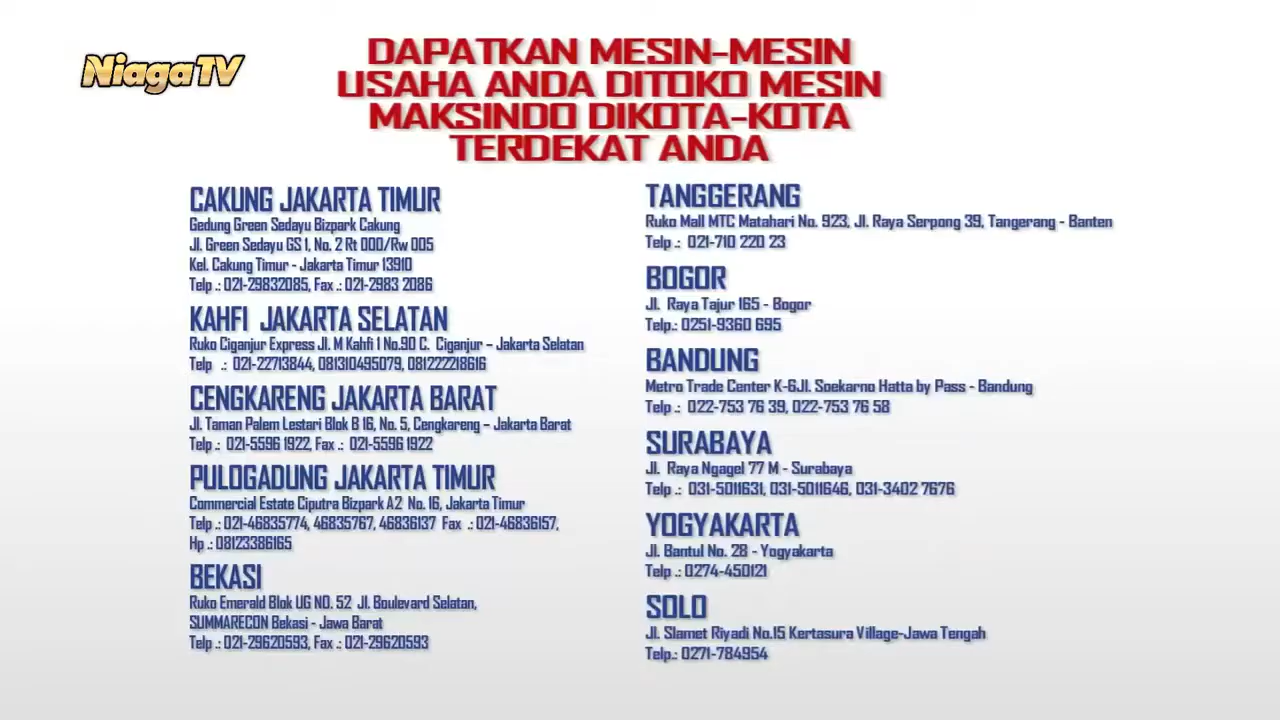 NiagaTV
DAPATKAN MESIN-MESIN
USAHA ANDA DITOKO MESIN
MAKSINDO DIKOTA-KOTA
TERDEKAT ANDA
CAKUNG JAKARTA TIMUR
Gedung Green Sedayu Bizpark Cakung
Jl. Green Sedayu GS 1, No. 2 Rt 000/Rw 005
Kel. Cakung Timur - Jakarta Timur 13910
Telp .: 021-29832085, Fax .: 021-2983 2086
KAHFI JAKARTA SELATAN
Ruko Ciganjur Express Jl. M Kahfi 1 No.90 C. Ciganjur – Jakarta Selatan
Telp .: 021-22713844, 081310495079, 081222218616
CENGKARENG JAKARTA BARAT
Jl. Taman Palem Lestari Blok B 16, No. 5, Cengkareng – Jakarta Barat
Telp .: 021-5596 1922, Fax .: 021-5596 1922
PULOGADUNG JAKARTA TIMUR
Commercial Estate Ciputra Bizpark A2 No. 16, Jakarta Timur
Telp .: 021-46835774, 46835767, 46836137 Fax .: 021-46836157,
Hp .: 08123386165
BEKASI
Ruko Emerald Blok UG NO. 52 Jl. Boulevard Selatan,
SUMMARECON Bekasi - Jawa Barat
Telp .: 021-29620593, Fax .: 021-29620593
TANGGERANG
Ruko Mall MTC Matahari No. 923, Jl. Raya Serpong 39, Tangerang - Banten
Telp .: 021-710 220 23
BOGOR
Jl. Raya Tajur 165 - Bogor
Telp.: 0251-9360 695
BANDUNG
Metro Trade Center K-6Jl. Soekarno Hatta by Pass - Bandung
Telp .: 022-753 76 39, 022-753 76 58
SURABAYA
Jl. Raya Ngagel 77 M - Surabaya
Telp .: 031-5011631, 031-5011646, 031-3402 7676
YOGYAKARTA
Jl. Bantul No. 28 - Yogyakarta
Telp .: 0274-450121
SOLO
Jl. Slamet Riyadi No.15 Kertasura Village-Jawa Tengah
Telp.: 0271-784954